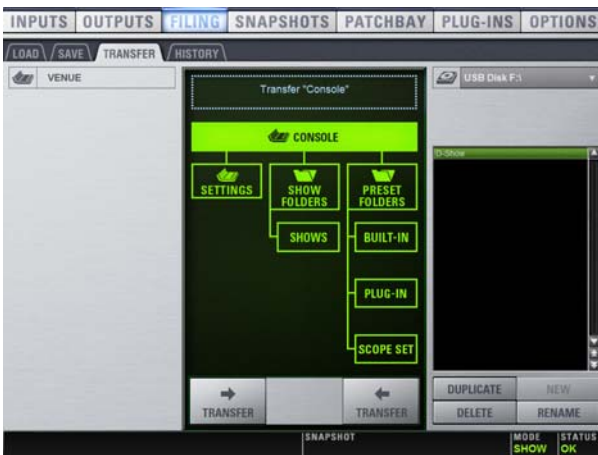 INPUTS OUTPUTS FILING SNAPSHOTS PATCHBAY PLUG-INS OPTIONS
LOAD SAVE TRANSFER HISTORY
VENUE
Transfer "Console"
USB Disk F:\
CONSOLE
D-Show
SETTINGS
SHOW
FOLDERS
PRESET
FOLDERS
SHOWS
BUILT-IN
PLUG-IN
SCOPE SET
TRANSFER
TRANSFER
DUPLICATE NEW
DELETE RENAME
SNAPSHOT
MODE
SHOW
STATUS
OK